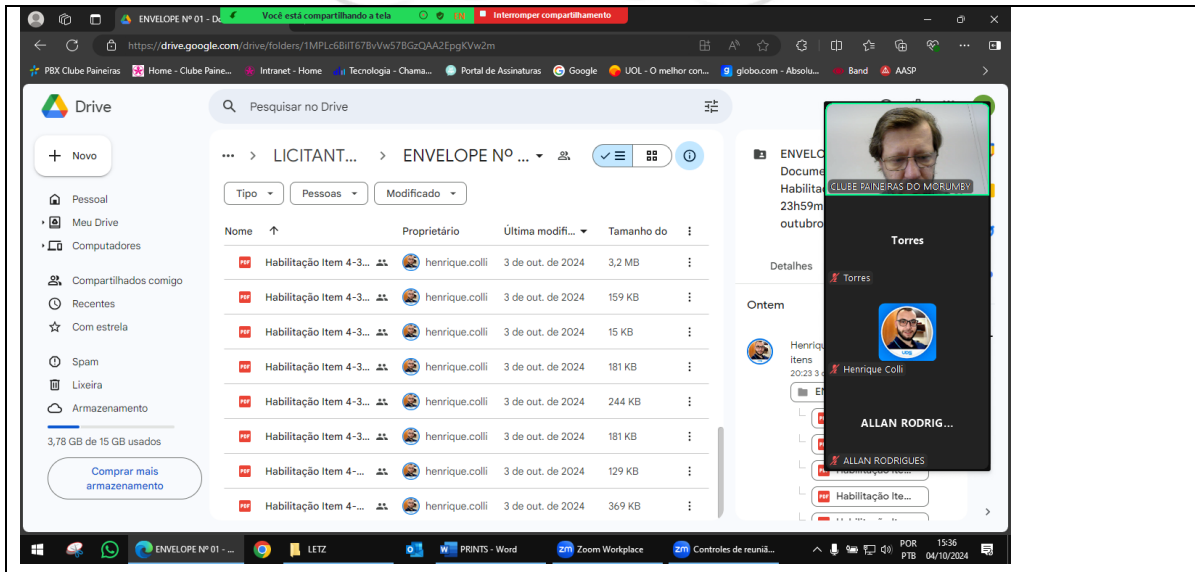 ENVELOPE Nº 01 - Do
Você está compartilhando a tela
Interromper compartilhamento
https://drive.google.com/drive/folders/1MPLc6BilT67BvVw57BGzQAA2EpgKVw2m
PBX Clube Paineiras
Home - Clube Paine...
Intranet - Home
Tecnologia - Chama...
Portal de Assinaturas
Google
UOL - O melhor con...
globo.com - Absolu...
Band
AASP
Drive
Pesquisar no Drive
Novo
Pessoal
Meu Drive
Computadores
Compartilhados comigo
Recentes
Com estrela
Spam
Lixeira
Armazenamento
3,78 GB de 15 GB usados
Comprar mais
armazenamento
LICITANT... > ENVELOPE Nº ...
Tipo Pessoas Modificado
Nome Proprietário Última modifi... Tamanho do
Habilitação Item 4-3... henrique.colli 3 de out. de 2024 3,2 MB
Habilitação Item 4-3... henrique.colli 3 de out. de 2024 159 KB
Habilitação Item 4-3... henrique.colli 3 de out. de 2024 15 KB
Habilitação Item 4-3... henrique.colli 3 de out. de 2024 181 KB
Habilitação Item 4-3... henrique.colli 3 de out. de 2024 244 KB
Habilitação Item 4-3... henrique.colli 3 de out. de 2024 181 KB
Habilitação Item 4-... henrique.colli 3 de out. de 2024 129 KB
Habilitação Item 4-... henrique.colli 3 de out. de 2024 369 KB
ENVELO
Docume
Habilita
23h59m
outubro
Detalhes
Ontem
Henriqu
itens
20:23 3
Habilitação Ite...
CLUBE PAINEIRAS DO MORUMBY
Torres
Torres
Henrique Colli
ALLAN RODRIG...
ALLAN RODRIGUES
ENVELOPE Nº 01 - ...
LETZ
PRINTS - Word
Zoom Workplace
Controles de reuniã...
POR
PTB
15:36
04/10/2024